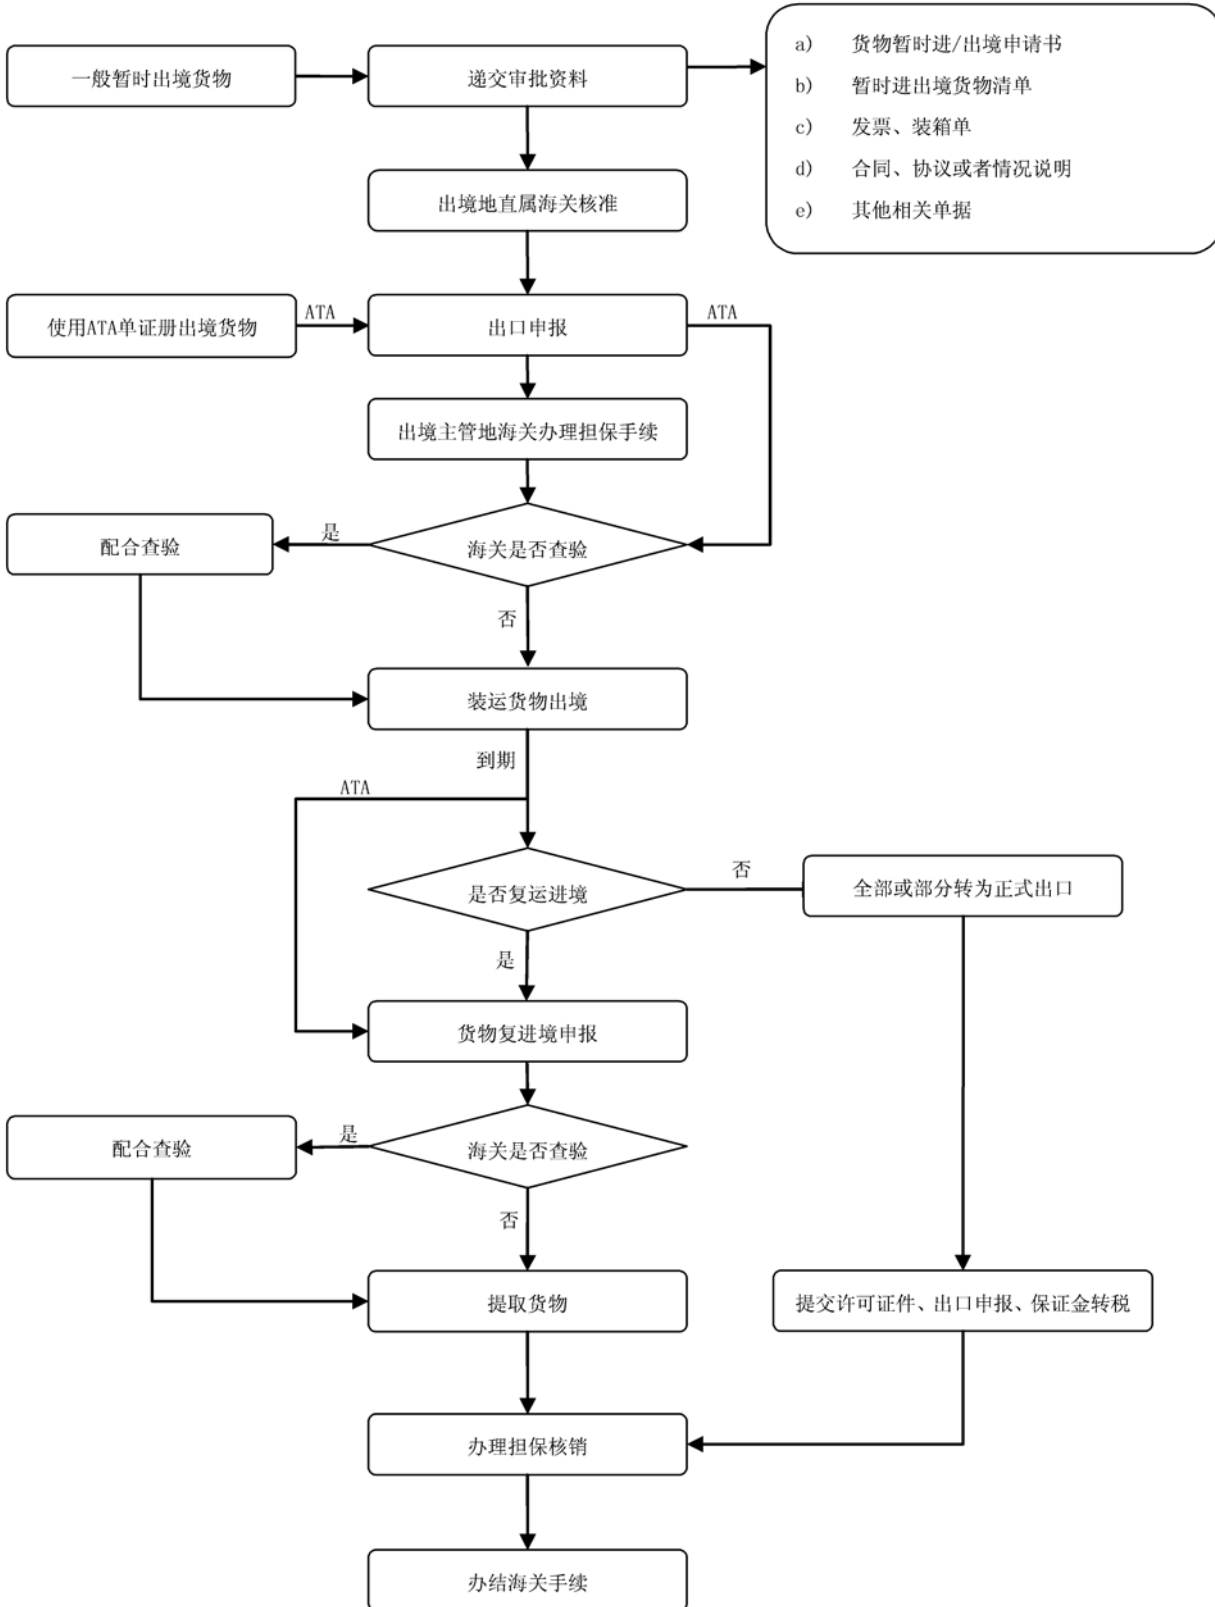 一般暂时出境货物
递交审批资料
a) 货物暂时进/出境申请书
b) 暂时进出境货物清单
c) 发票、装箱单
d) 合同、协议或者情况说明
e) 其他相关单据
出境地直属海关核准
使用ATA单证册出境货物
ATA
出口申报
ATA
出境主管地海关办理担保手续
配合查验
是
海关是否查验
否
装运货物出境
到期
ATA
是否复运进境
否
全部或部分转为正式出口
是
货物复进境申报
配合查验
是
海关是否查验
否
提取货物
提交许可证件、出口申报、保证金转税
办理担保核销
办结海关手续